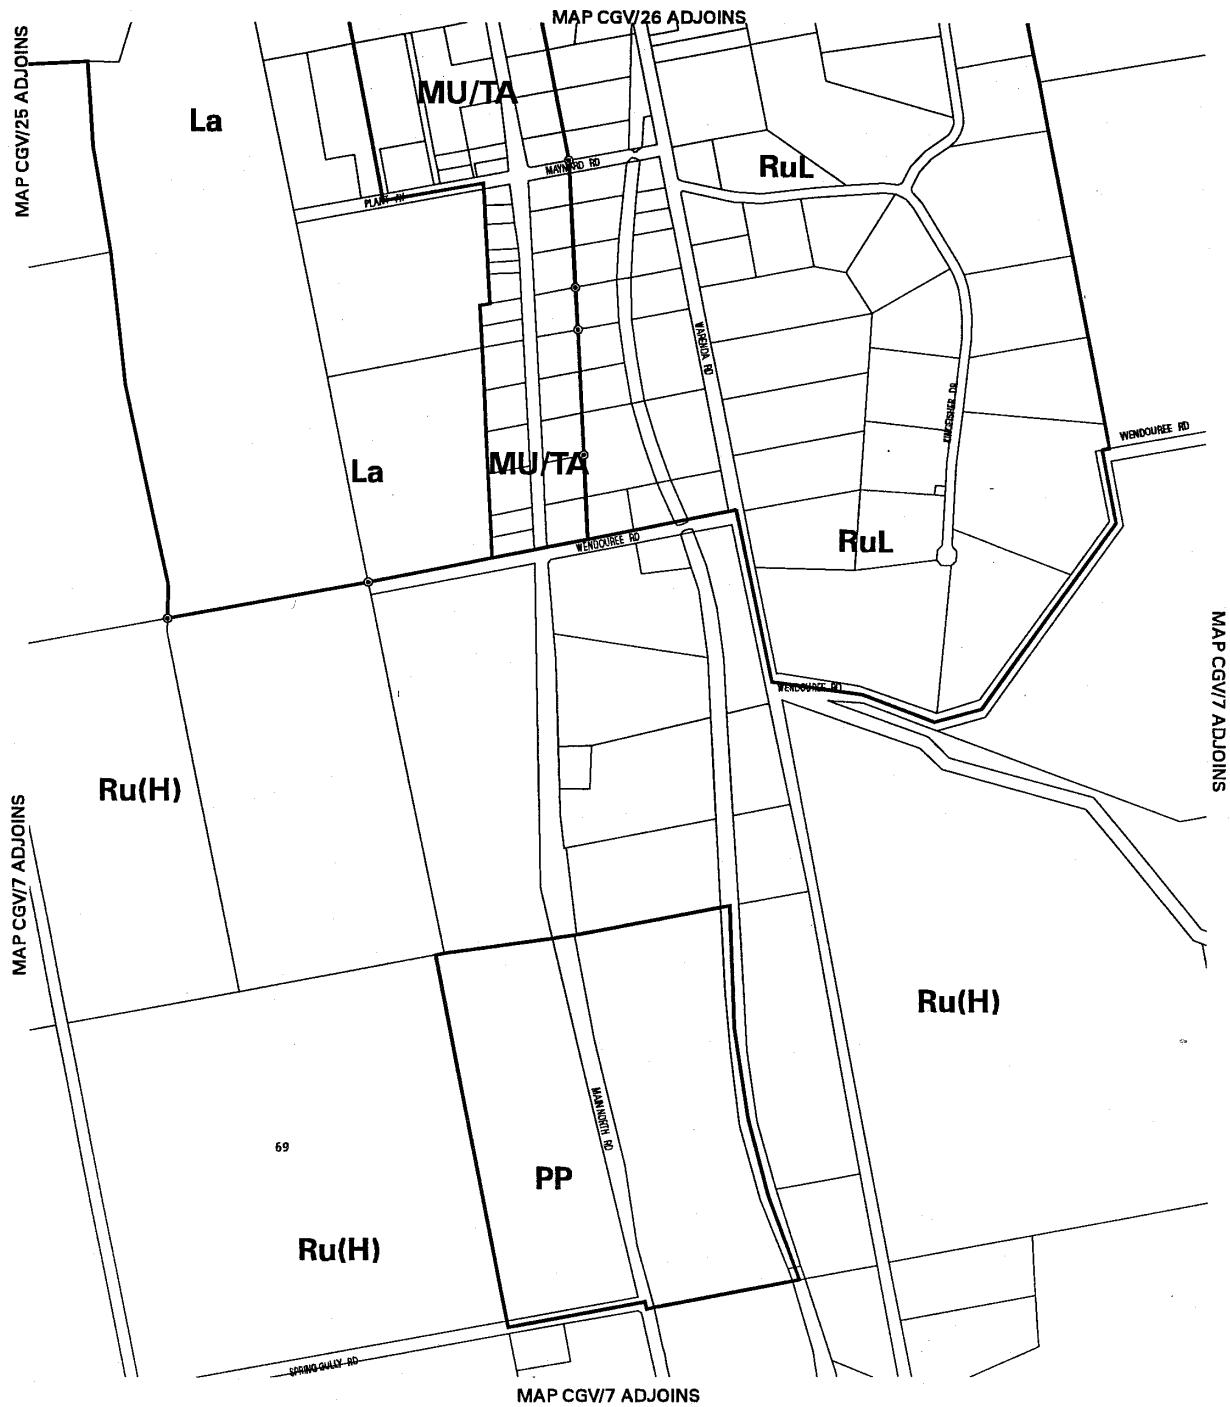 MAP CGV/26 ADJOINS
MAP CGV/25 ADJOINS
MU/TA
La
RuL
MAYNARD RD
WARENDA RD
KINGFISHER DR
WENDOUREE RD
La
MU/TA
WENDOUREE RD
RuL
WENDOUREE RD
MAP CGV/7 ADJOINS
Ru(H)
MAP CGV/7 ADJOINS
Ru(H)
MAIN NORTH RD
69
PP
Ru(H)
SPRING GULLY RD
MAP CGV/7 ADJOINS